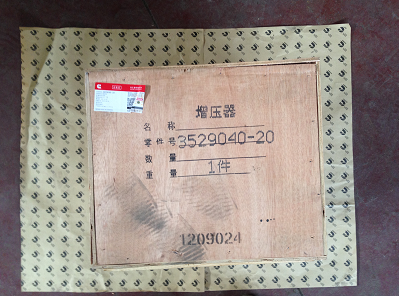 增压器
名 称
零 件 号 3529040-20
数 量
重 量 1件
1209024